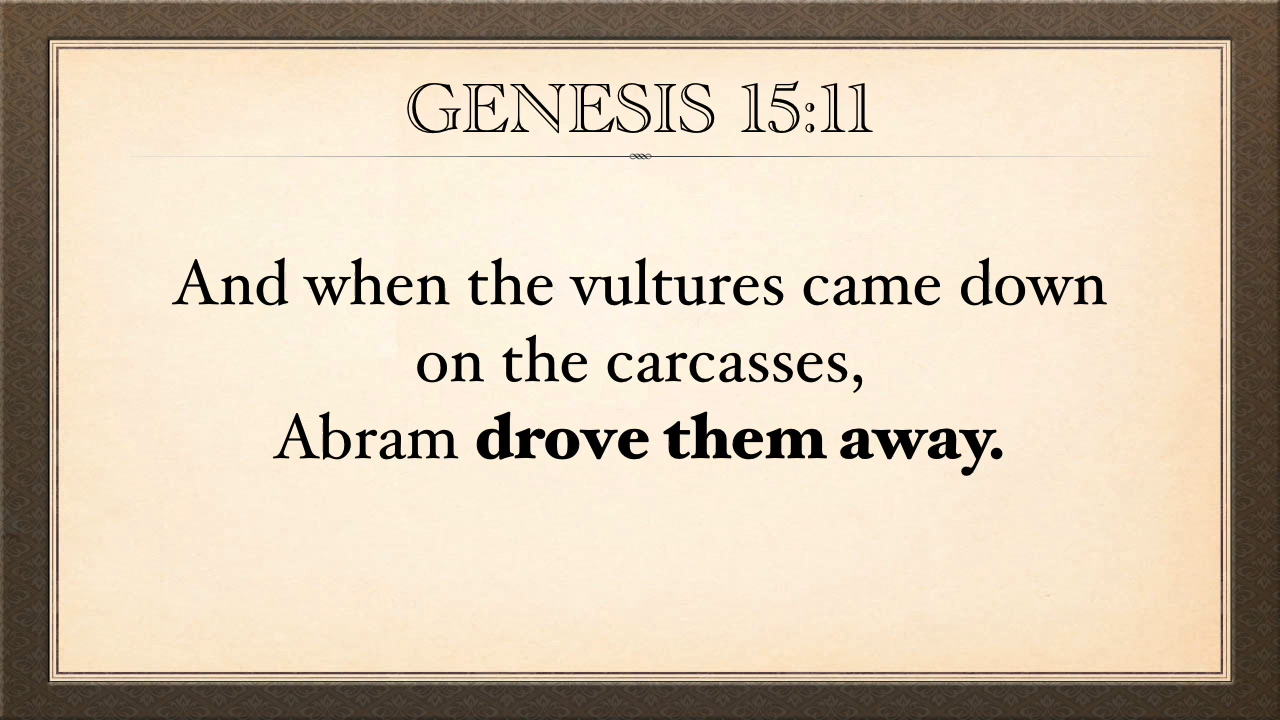 GENESIS 15:11
And when the vultures came down
on the carcasses,
Abram drove them away.